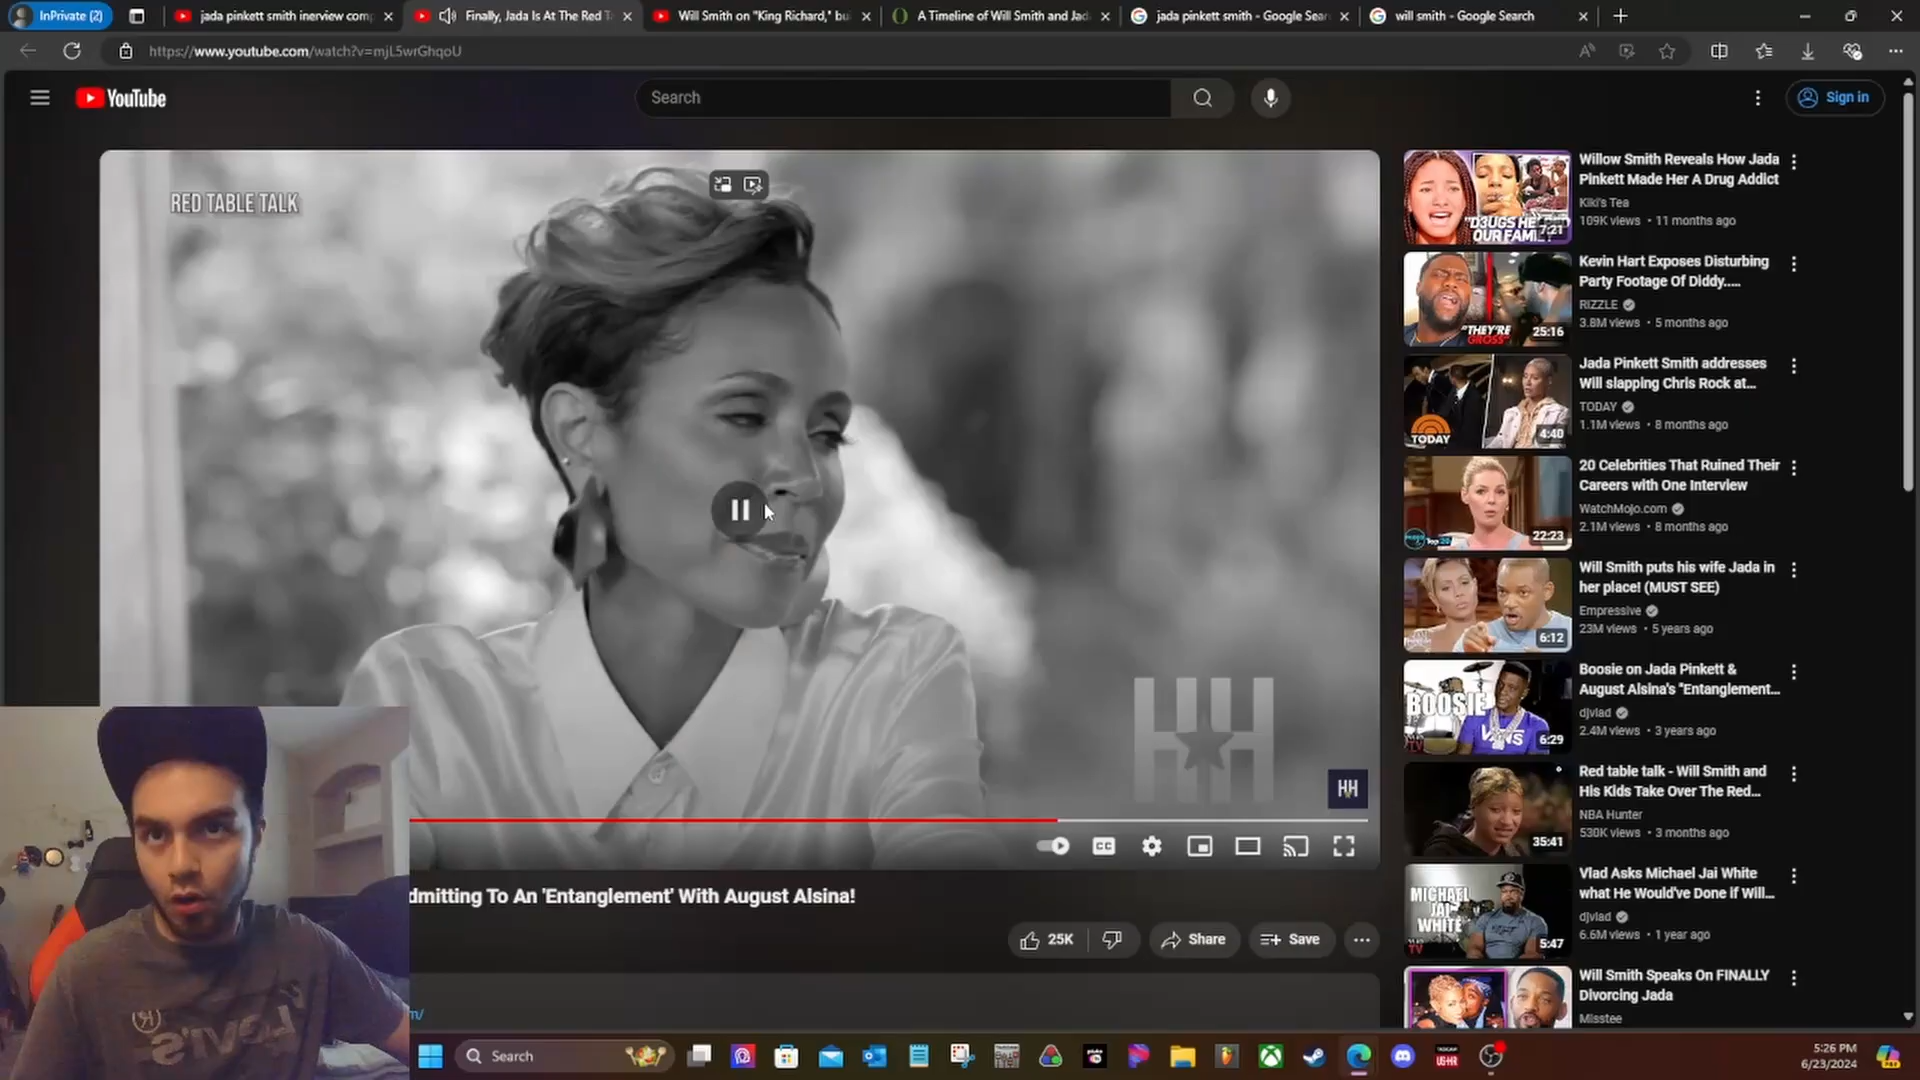 InPrivate (2)
jada pinkett smith inerview com
Finally, Jada Is At The Red T
Will Smith on "King Richard," bu
A Timeline of Will Smith and Jad
jada pinkett smith - Google Sear
will smith - Google Search
https://www.youtube.com/watch?v=mjL5wrGhqoU
YouTube
Search
Sign in
RED TABLE TALK
HH
HH
CC
dmitting To An 'Entanglement' With August Alsina!
25K
Share
Save
m/
Willow Smith Reveals How Jada
Pinkett Made Her A Drug Addict
Kiki's Tea
109K views • 11 months ago
7:21
Kevin Hart Exposes Disturbing
Party Footage Of Diddy.....
RIZZLE
3.8M views • 5 months ago
"THEY'RE
GROSS"
25:16
Jada Pinkett Smith addresses
Will slapping Chris Rock at...
TODAY
1.1M views • 8 months ago
TODAY
4:40
20 Celebrities That Ruined Their
Careers with One Interview
WatchMojo.com
2.1M views • 8 months ago
22:23
Will Smith puts his wife Jada in
her place! (MUST SEE)
Empressive
23M views • 5 years ago
6:12
Boosie on Jada Pinkett &
August Alsina's "Entanglement...
djvlad
2.4M views • 3 years ago
BOOSIE
VANS
6:29
Red table talk - Will Smith and
His Kids Take Over The Red...
NBA Hunter
530K views • 3 months ago
35:41
Vlad Asks Michael Jai White
what He Would've Done if Will...
djvlad
6.6M views • 1 year ago
MICHAEL
JAI
WHITE
5:47
Will Smith Speaks On FINALLY
Divorcing Jada
Misstee
Search
5:26 PM
6/23/2024